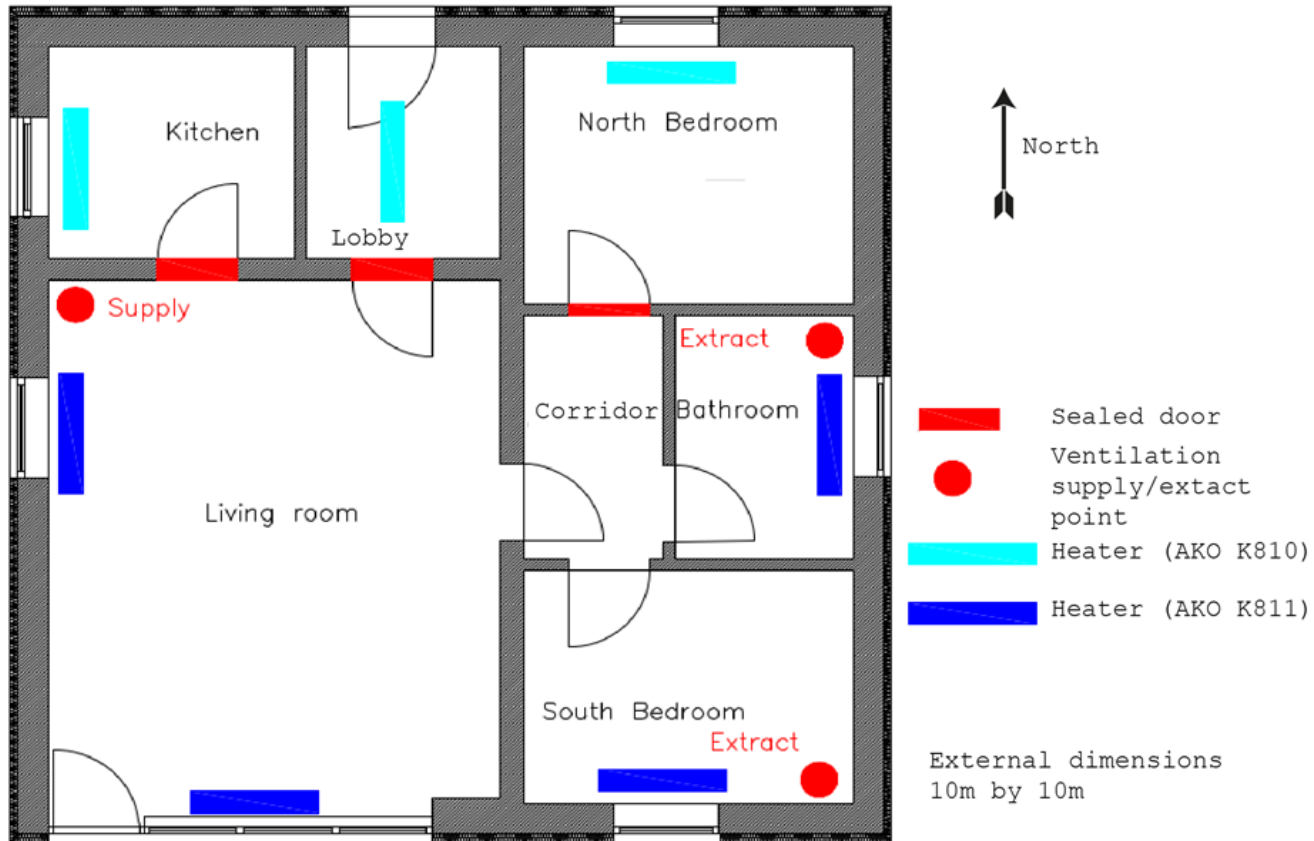 Kitchen
Lobby
North Bedroom
North
Supply
Extract
Corridor
Bathroom
Living room
South Bedroom
Extract
Sealed door
Ventilation
supply/extact
point
Heater (AKO K810)
Heater (AKO K811)
External dimensions
10m by 10m